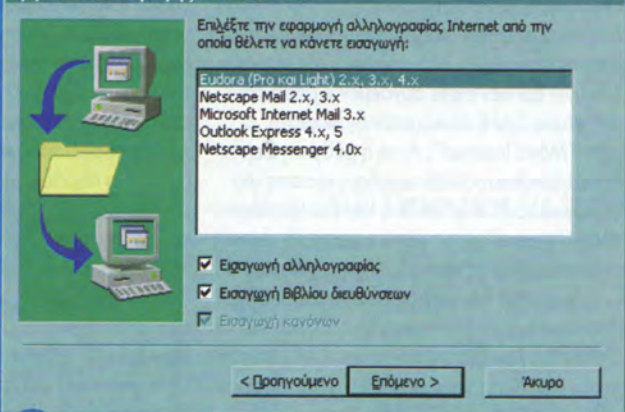 Επιλέξτε την εφαρμογή αλληλογραφίας Internet από την
οποία θέλετε να κάνετε εισαγωγή:
Eudora (Pro και Light) 2.x, 3.x, 4.x
Netscape Mail 2.x, 3.x
Microsoft Internet Mail 3.x
Outlook Express 4.x, 5
Netscape Messenger 4.0x
Εισαγωγή αλληλογραφίας
Εισαγωγή Βιβλίου διευθύνσεων
Εισαγωγή κανόνων
< Προηγούμενο
Επόμενο >
Άκυρο